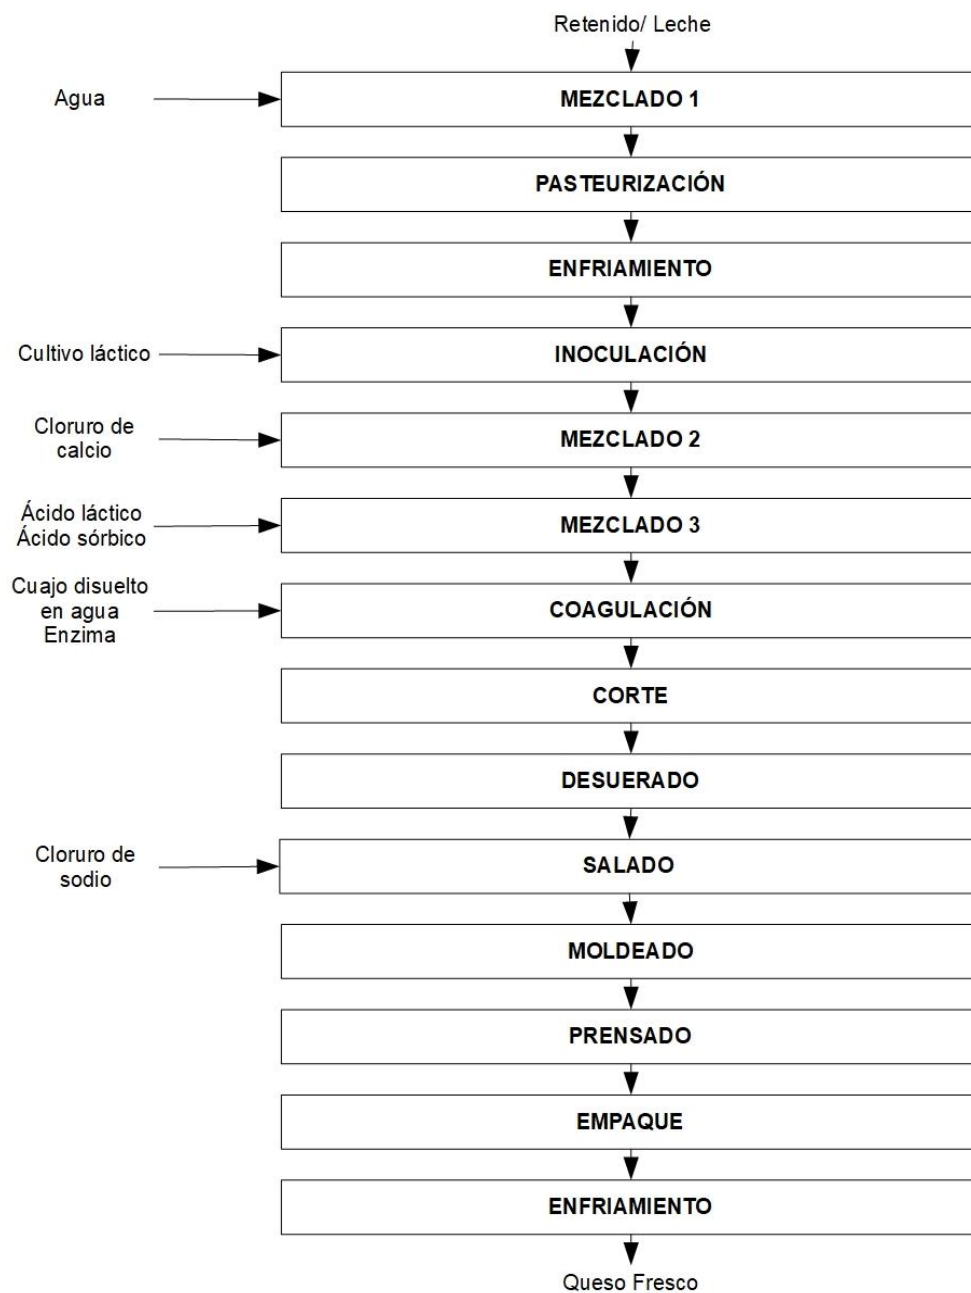 Retenido/ Leche
Agua
MEZCLADO 1
PASTEURIZACIÓN
ENFRIAMIENTO
Cultivo láctico
INOCULACIÓN
Cloruro de
calcio
MEZCLADO 2
Ácido láctico
Ácido sórbico
MEZCLADO 3
Cuajo disuelto
en agua
Enzima
COAGULACIÓN
CORTE
DESUERADO
Cloruro de
sodio
SALADO
MOLDEADO
PRENSADO
EMPAQUE
ENFRIAMIENTO
Queso Fresco